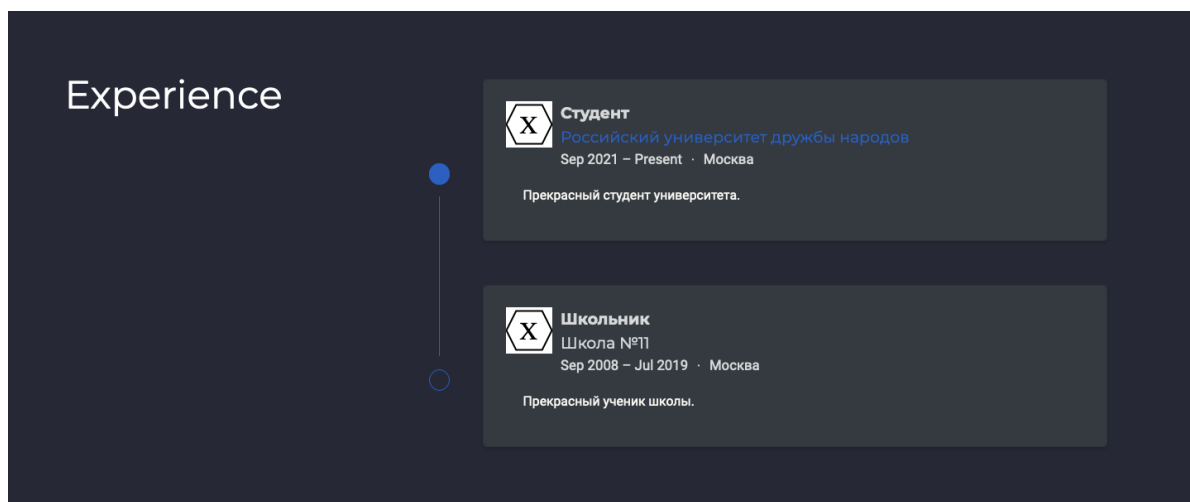 Experience
X
Студент
Российский университет дружбы народов
Sep 2021 – Present · Москва
Прекрасный студент университета.
X
Школьник
Школа №11
Sep 2008 – Jul 2019 · Москва
Прекрасный ученик школы.